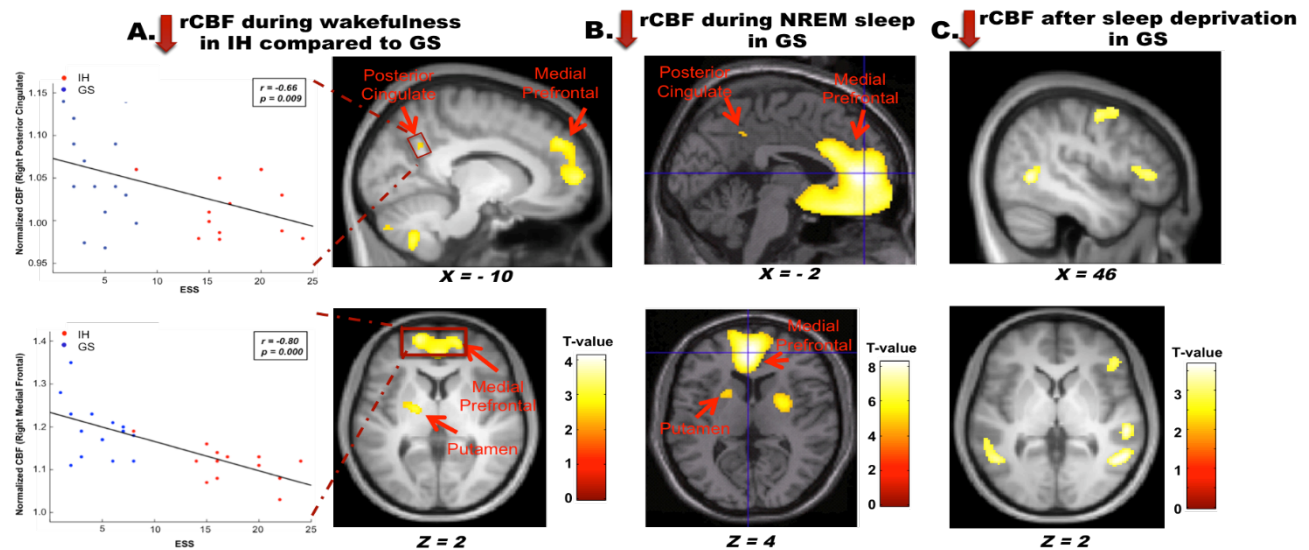 A.
rCBF during wakefulness
in IH compared to GS
IH
GS
r = -0.66
p = 0.009
Normalized CBF (Right Posterior Cingulate)
1.15
1.10
1.05
1.00
0.95
5
10
15
20
25
ESS
Posterior
Cingulate
Medial
Prefrontal
X = - 10
IH
GS
r = -0.80
p = 0.000
Normalized CBF (Right Medial Frontal)
1.4
1.3
1.2
1.1
1.0
5
10
15
20
25
ESS
Medial
Prefrontal
Putamen
Z = 2
T-value
4
3
2
1
0
B.
rCBF during NREM sleep
in GS
Posterior
Cingulate
Medial
Prefrontal
X = - 2
Medial
Prefrontal
Putamen
Z = 4
T-value
8
6
4
2
0
C.
rCBF after sleep deprivation
in GS
X = 46
Z = 2
T-value
3
2
1
0